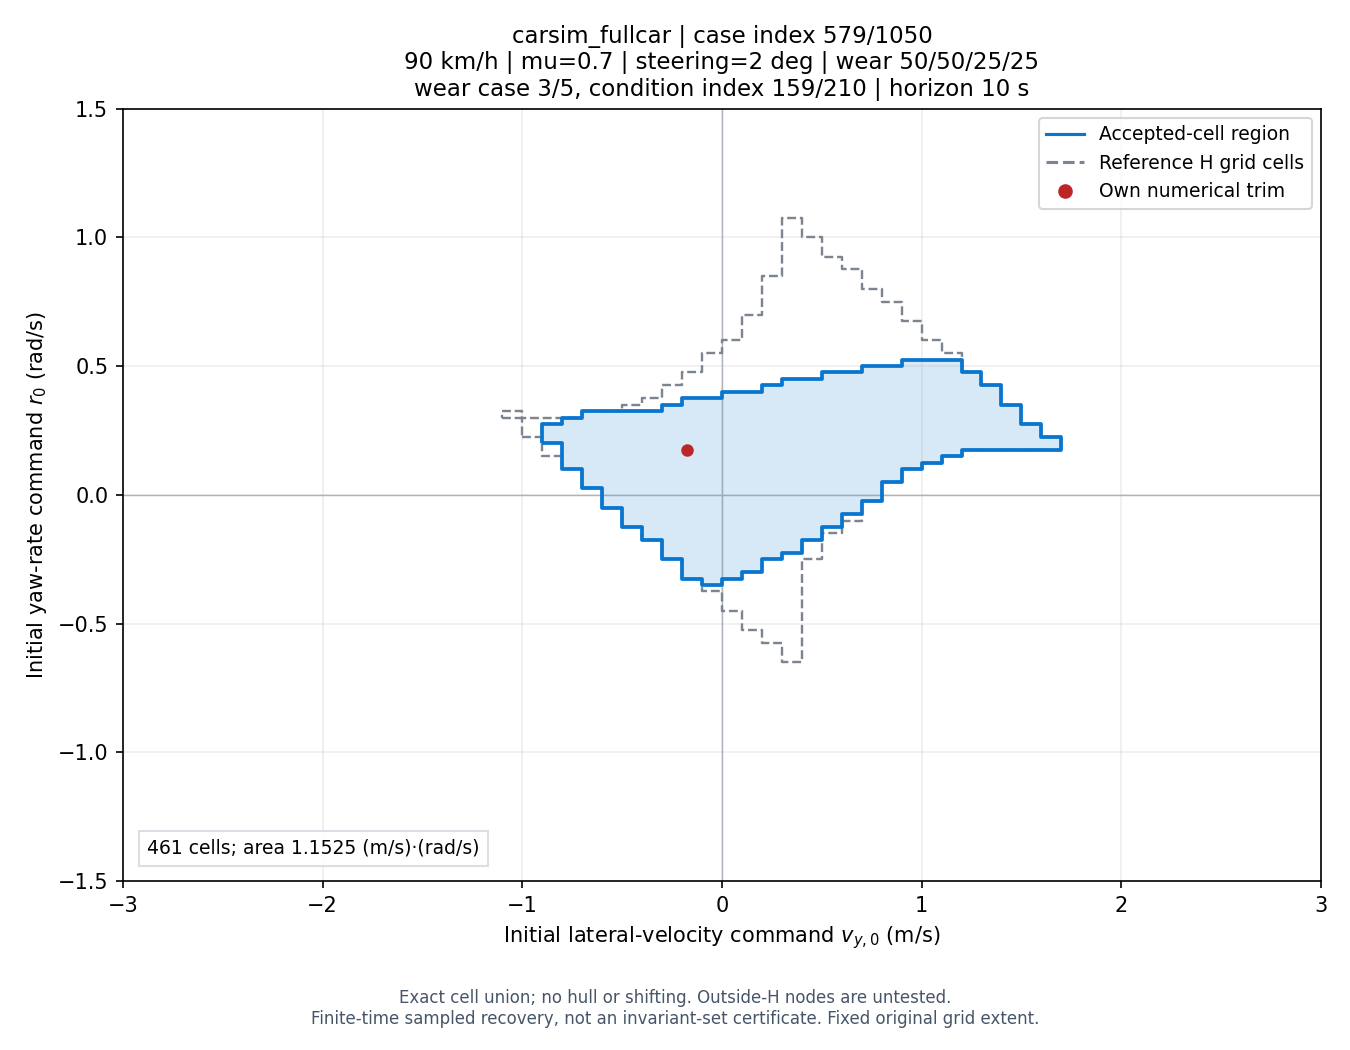 carsim_fullcar | case index 579/1050
90 km/h | mu=0.7 | steering=2 deg | wear 50/50/25/25
wear case 3/5, condition index 159/210 | horizon 10 s
Accepted-cell region
Reference H grid cells
Own numerical trim
1.5
1.0
0.5
0.0
−0.5
−1.0
−1.5
Initial yaw-rate command r₀ (rad/s)
461 cells; area 1.1525 (m/s)·(rad/s)
−3
−2
−1
0
1
2
3
Initial lateral-velocity command v_{y,0} (m/s)
Exact cell union; no hull or shifting. Outside-H nodes are untested.
Finite-time sampled recovery, not an invariant-set certificate. Fixed original grid extent.